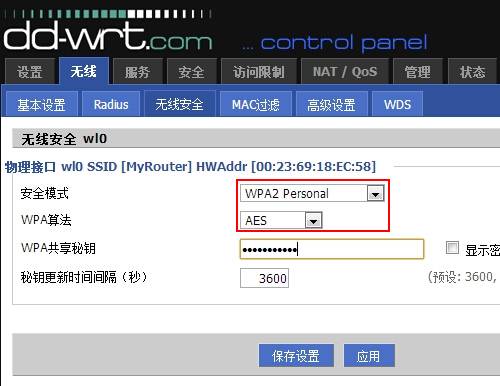 dd-wrt.com ... control panel
设置 无线 服务 安全 访问限制 NAT / QoS 管理 状态
基本设置 Radius 无线安全 MAC过滤 高级设置 WDS
无线安全 wl0
物理接口 wl0 SSID [MyRouter] HWAddr [00:23:69:18:EC:58]
安全模式 WPA2 Personal
WPA算法 AES
WPA共享秘钥 ••••••••••• 显示密
秘钥更新时间间隔（秒） 3600 (预设: 3600,
保存设置 应用